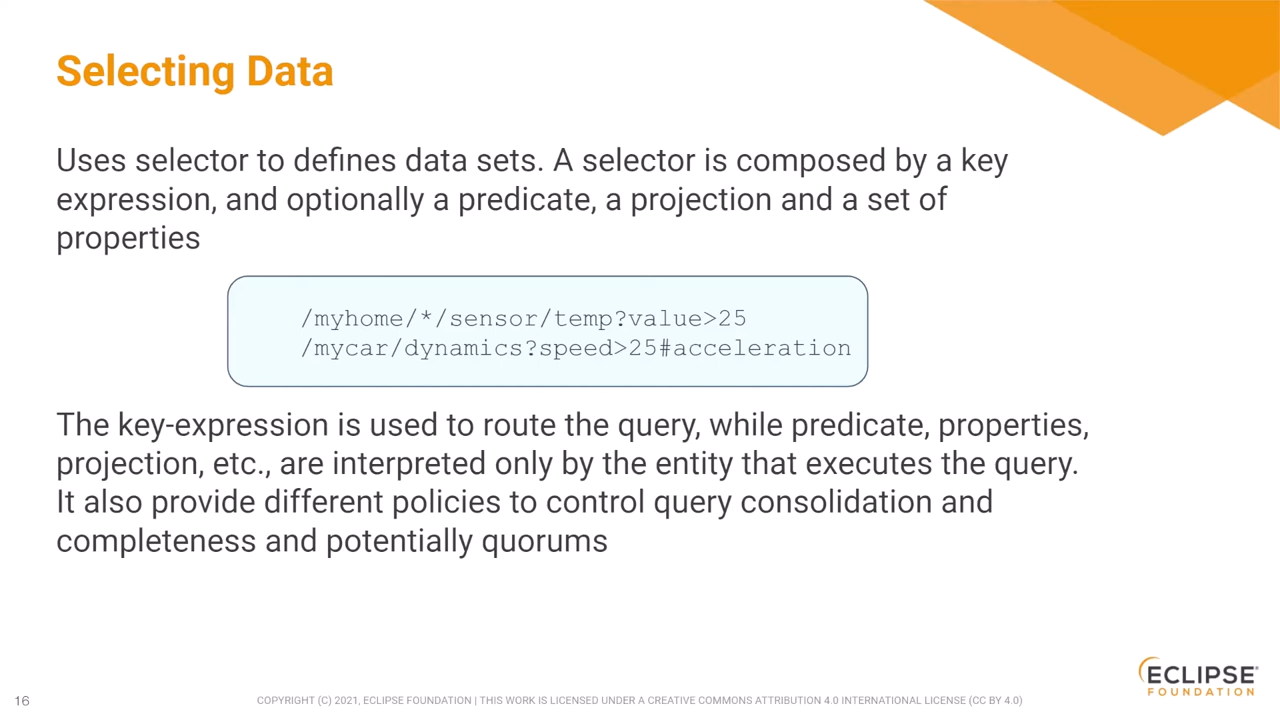 Selecting Data
Uses selector to defines data sets. A selector is composed by a key
expression, and optionally a predicate, a projection and a set of
properties
/myhome/*/sensor/temp?value>25
/mycar/dynamics?speed>25#acceleration
The key-expression is used to route the query, while predicate, properties,
projection, etc., are interpreted only by the entity that executes the query.
It also provide different policies to control query consolidation and
completeness and potentially quorums
16
COPYRIGHT (C) 2021, ECLIPSE FOUNDATION | THIS WORK IS LICENSED UNDER A CREATIVE COMMONS ATTRIBUTION 4.0 INTERNATIONAL LICENSE (CC BY 4.0)
ECLIPSE®
FOUNDATION